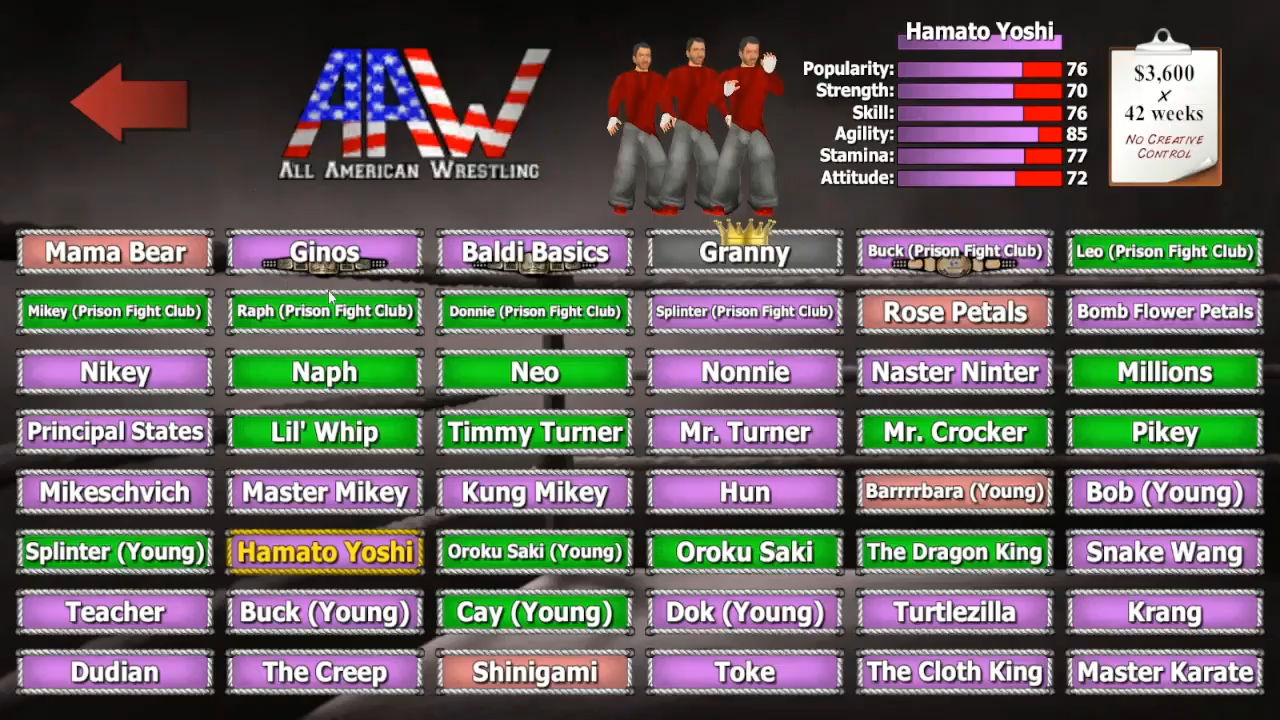 AAW
ALL AMERICAN WRESTLING
Hamato Yoshi
Popularity: 76
Strength: 70
Skill: 76
Agility: 85
Stamina: 77
Attitude: 72
$3,600
x
42 weeks
NO CREATIVE
CONTROL
Mama Bear Ginos Baldi Basics Granny Buck (Prison Fight Club) Leo (Prison Fight Club)
Mikey (Prison Fight Club) Raph (Prison Fight Club) Donnie (Prison Fight Club) Splinter (Prison Fight Club) Rose Petals Bomb Flower Petals
Nikey Naph Neo Nonnie Naster Ninter Millions
Principal States Lil' Whip Timmy Turner Mr. Turner Mr. Crocker Pikey
Mikeschvich Master Mikey Kung Mikey Hun Barrrrbara (Young) Bob (Young)
Splinter (Young) Hamato Yoshi Oroku Saki (Young) Oroku Saki The Dragon King Snake Wang
Teacher Buck (Young) Cay (Young) Dok (Young) Turtlezilla Krang
Dudian The Creep Shinigami Toke The Cloth King Master Karate